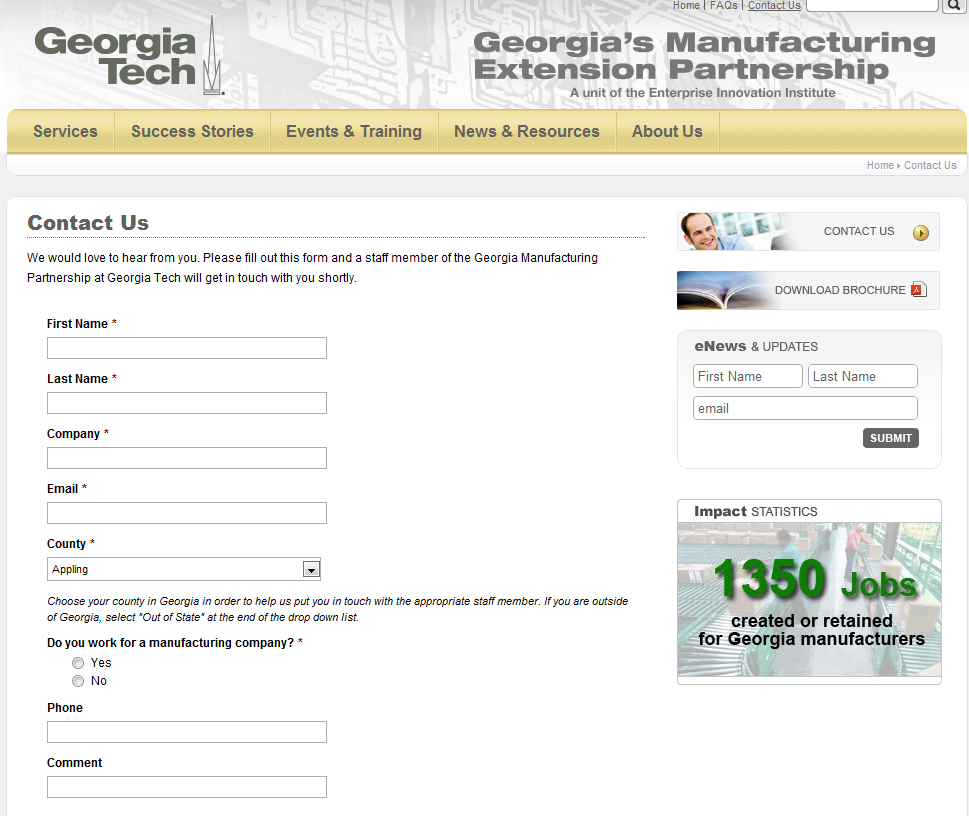 Home | FAQs | Contact Us
Georgia
Tech
Georgia's Manufacturing
Extension Partnership
A unit of the Enterprise Innovation Institute
Services
Success Stories
Events & Training
News & Resources
About Us
Home
Contact Us
Contact Us
We would love to hear from you. Please fill out this form and a staff member of the Georgia Manufacturing
Partnership at Georgia Tech will get in touch with you shortly.
First Name *
Last Name *
Company *
Email *
County *
Appling
Choose your county in Georgia in order to help us put you in touch with the appropriate staff member. If you are outside
of Georgia, select "Out of State" at the end of the drop down list.
Do you work for a manufacturing company? *
Yes
No
Phone
Comment
CONTACT US
DOWNLOAD BROCHURE
eNews & UPDATES
First Name
Last Name
email
SUBMIT
Impact STATISTICS
1350 Jobs
created or retained
for Georgia manufacturers